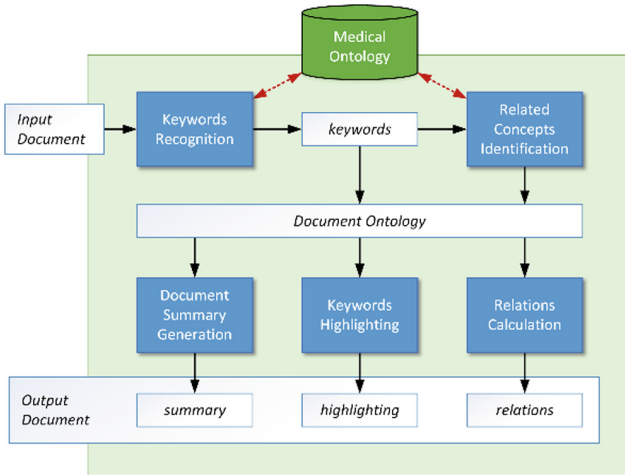 Medical
Ontology
Input
Document
Keywords
Recognition
keywords
Related
Concepts
Identification
Document Ontology
Document
Summary
Generation
Keywords
Highlighting
Relations
Calculation
Output
Document
summary
highlighting
relations